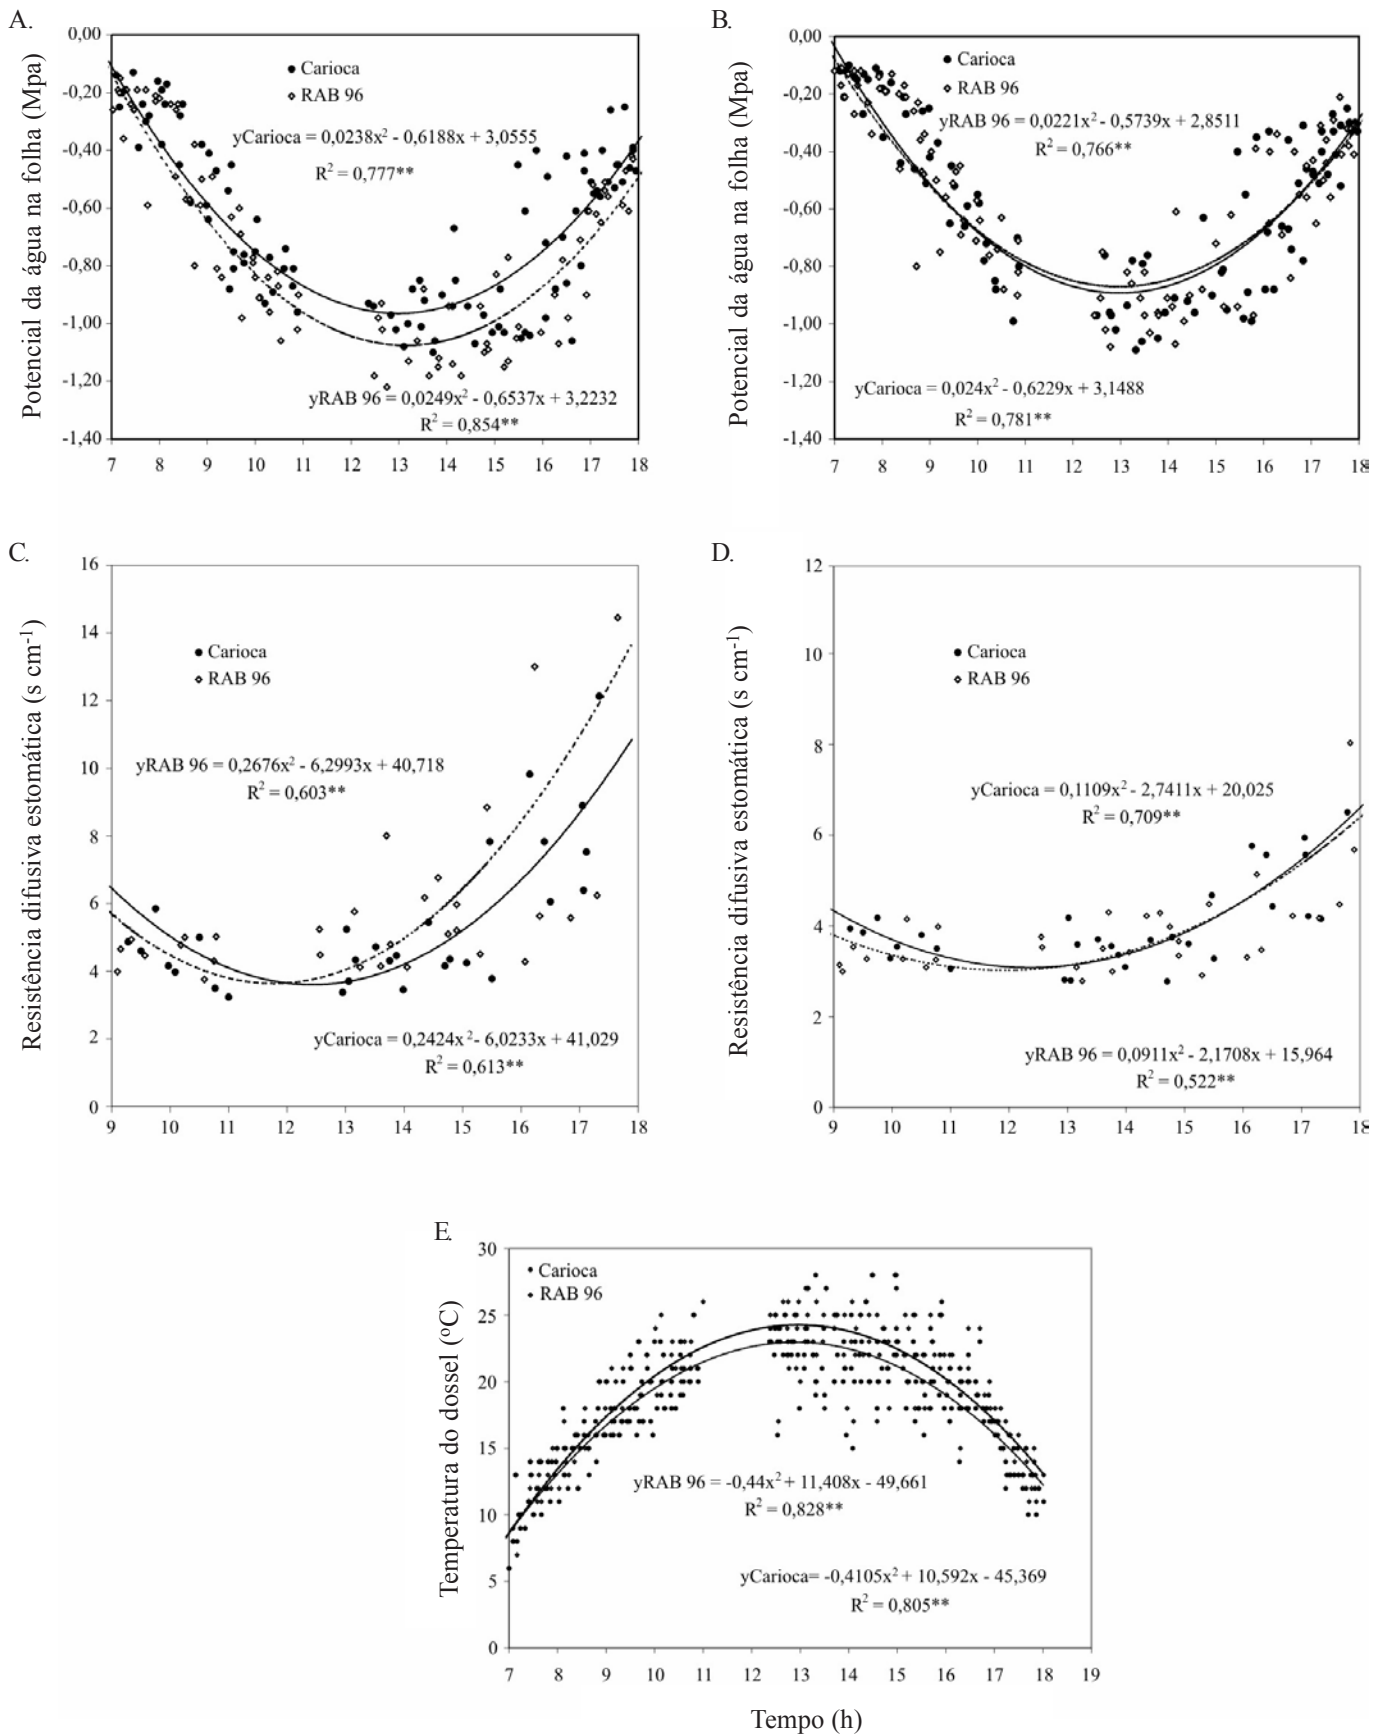 A.
Potencial da água na folha (Mpa)
0,00
-0,20
-0,40
-0,60
-0,80
-1,00
-1,20
-1,40
Carioca
RAB 96
yCarioca = 0,0238x² - 0,6188x + 3,0555
R² = 0,777**
yRAB 96 = 0,0249x² - 0,6537x + 3,2232
R² = 0,854**
7 8 9 10 11 12 13 14 15 16 17 18
B.
Potencial da água na folha (Mpa)
0,00
-0,20
-0,40
-0,60
-0,80
-1,00
-1,20
-1,40
Carioca
RAB 96
yRAB 96 = 0,0221x² - 0,5739x + 2,8511
R² = 0,766**
yCarioca = 0,024x² - 0,6229x + 3,1488
R² = 0,781**
7 8 9 10 11 12 13 14 15 16 17 18
C.
Resistência difusiva estomática (s cm⁻¹)
16
14
12
10
8
6
4
2
0
Carioca
RAB 96
yRAB 96 = 0,2676x² - 6,2993x + 40,718
R² = 0,603**
yCarioca = 0,2424x² - 6,0233x + 41,029
R² = 0,613**
9 10 11 12 13 14 15 16 17 18
D.
Resistência difusiva estomática (s cm⁻¹)
12
10
8
6
4
2
0
Carioca
RAB 96
yCarioca = 0,1109x² - 2,7411x + 20,025
R² = 0,709**
yRAB 96 = 0,0911x² - 2,1708x + 15,964
R² = 0,522**
9 10 11 12 13 14 15 16 17 18
E.
Temperatura do dossel (ºC)
30
25
20
15
10
5
0
Carioca
RAB 96
yRAB 96 = -0,44x² + 11,408x - 49,661
R² = 0,828**
yCarioca= -0,4105x² + 10,592x - 45,369
R² = 0,805**
7 8 9 10 11 12 13 14 15 16 17 18 19
Tempo (h)